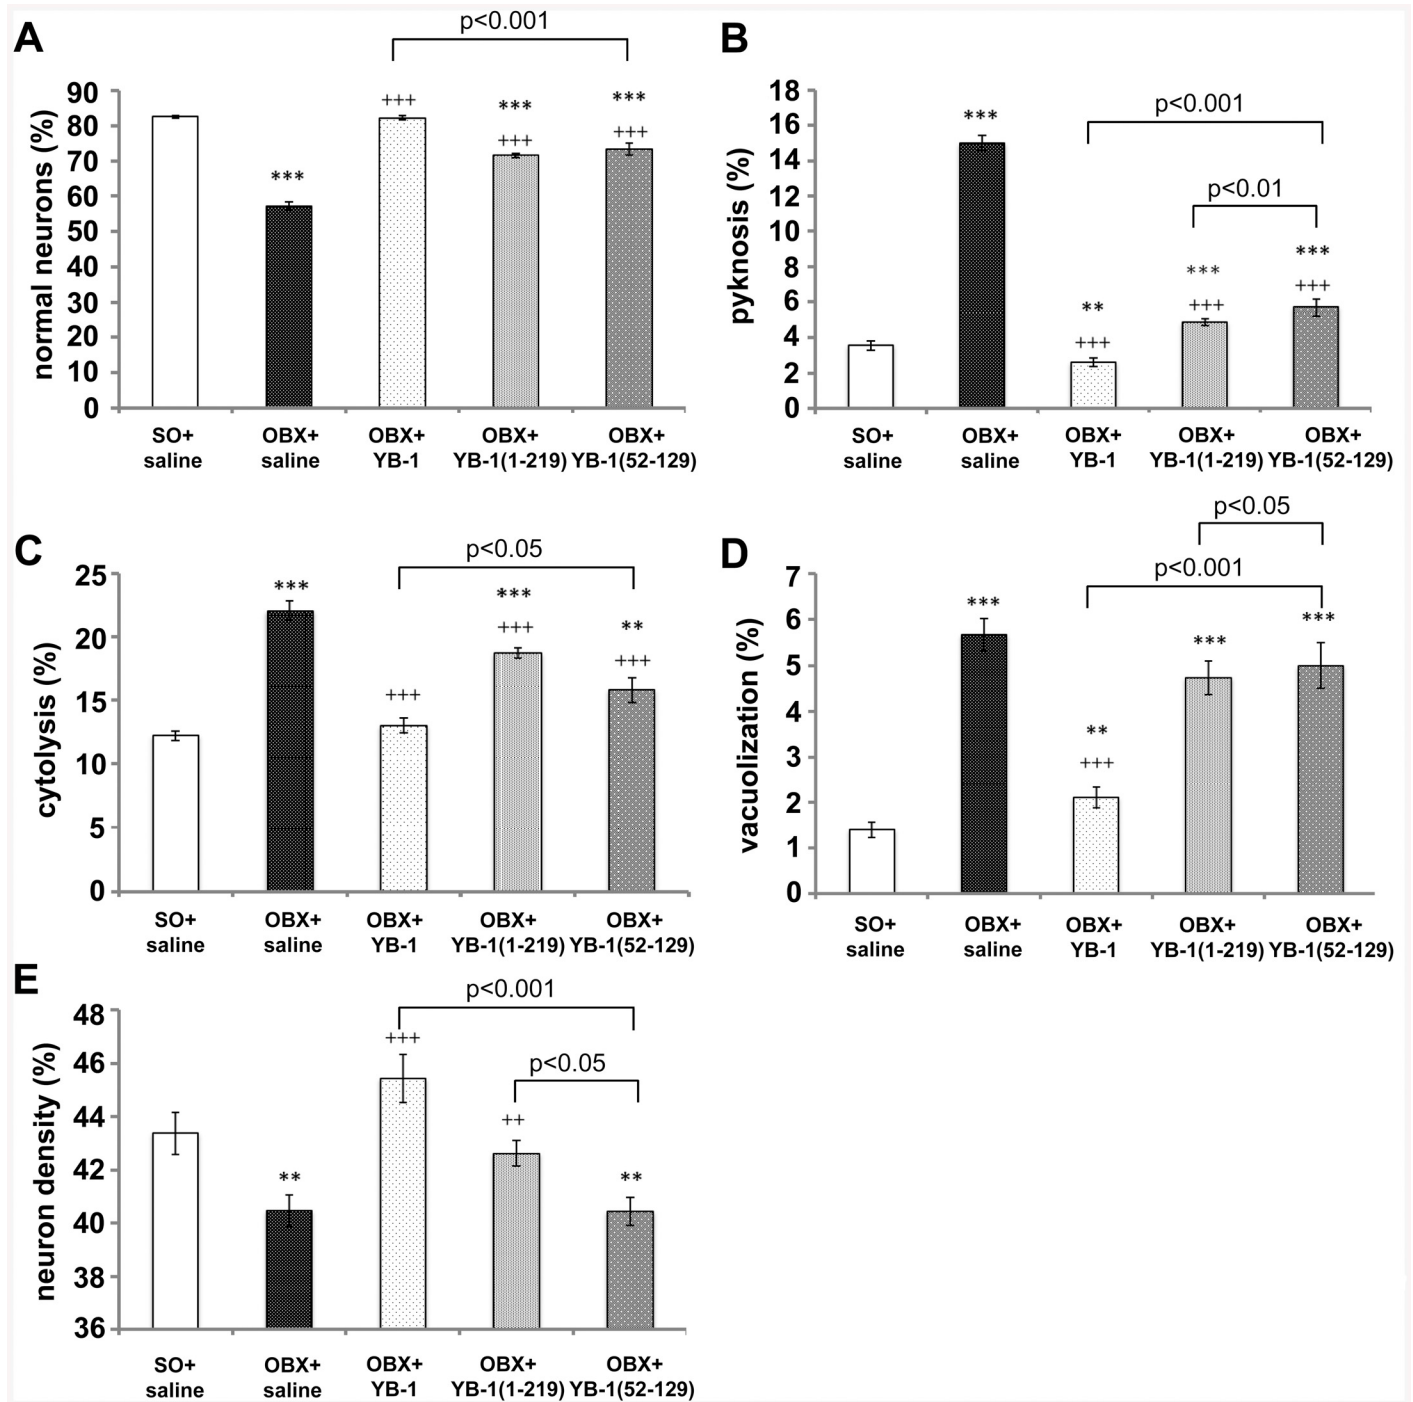 A
p<0.001
normal neurons (%)
90
80
70
60
50
40
30
20
10
0
***
+++
***
+++
***
+++
SO+
saline
OBX+
saline
OBX+
YB-1
OBX+
YB-1(1-219)
OBX+
YB-1(52-129)
B
pyknosis (%)
18
16
14
12
10
8
6
4
2
0
p<0.001
p<0.01
***
**
+++
***
+++
***
+++
SO+
saline
OBX+
saline
OBX+
YB-1
OBX+
YB-1(1-219)
OBX+
YB-1(52-129)
C
p<0.05
cytolysis (%)
25
20
15
10
5
0
***
+++
***
+++
**
+++
SO+
saline
OBX+
saline
OBX+
YB-1
OBX+
YB-1(1-219)
OBX+
YB-1(52-129)
D
p<0.05
p<0.001
vacuolization (%)
7
6
5
4
3
2
1
0
***
**
+++
***
***
SO+
saline
OBX+
saline
OBX+
YB-1
OBX+
YB-1(1-219)
OBX+
YB-1(52-129)
E
p<0.001
p<0.05
neuron density (%)
48
46
44
42
40
38
36
**
+++
++
**
SO+
saline
OBX+
saline
OBX+
YB-1
OBX+
YB-1(1-219)
OBX+
YB-1(52-129)